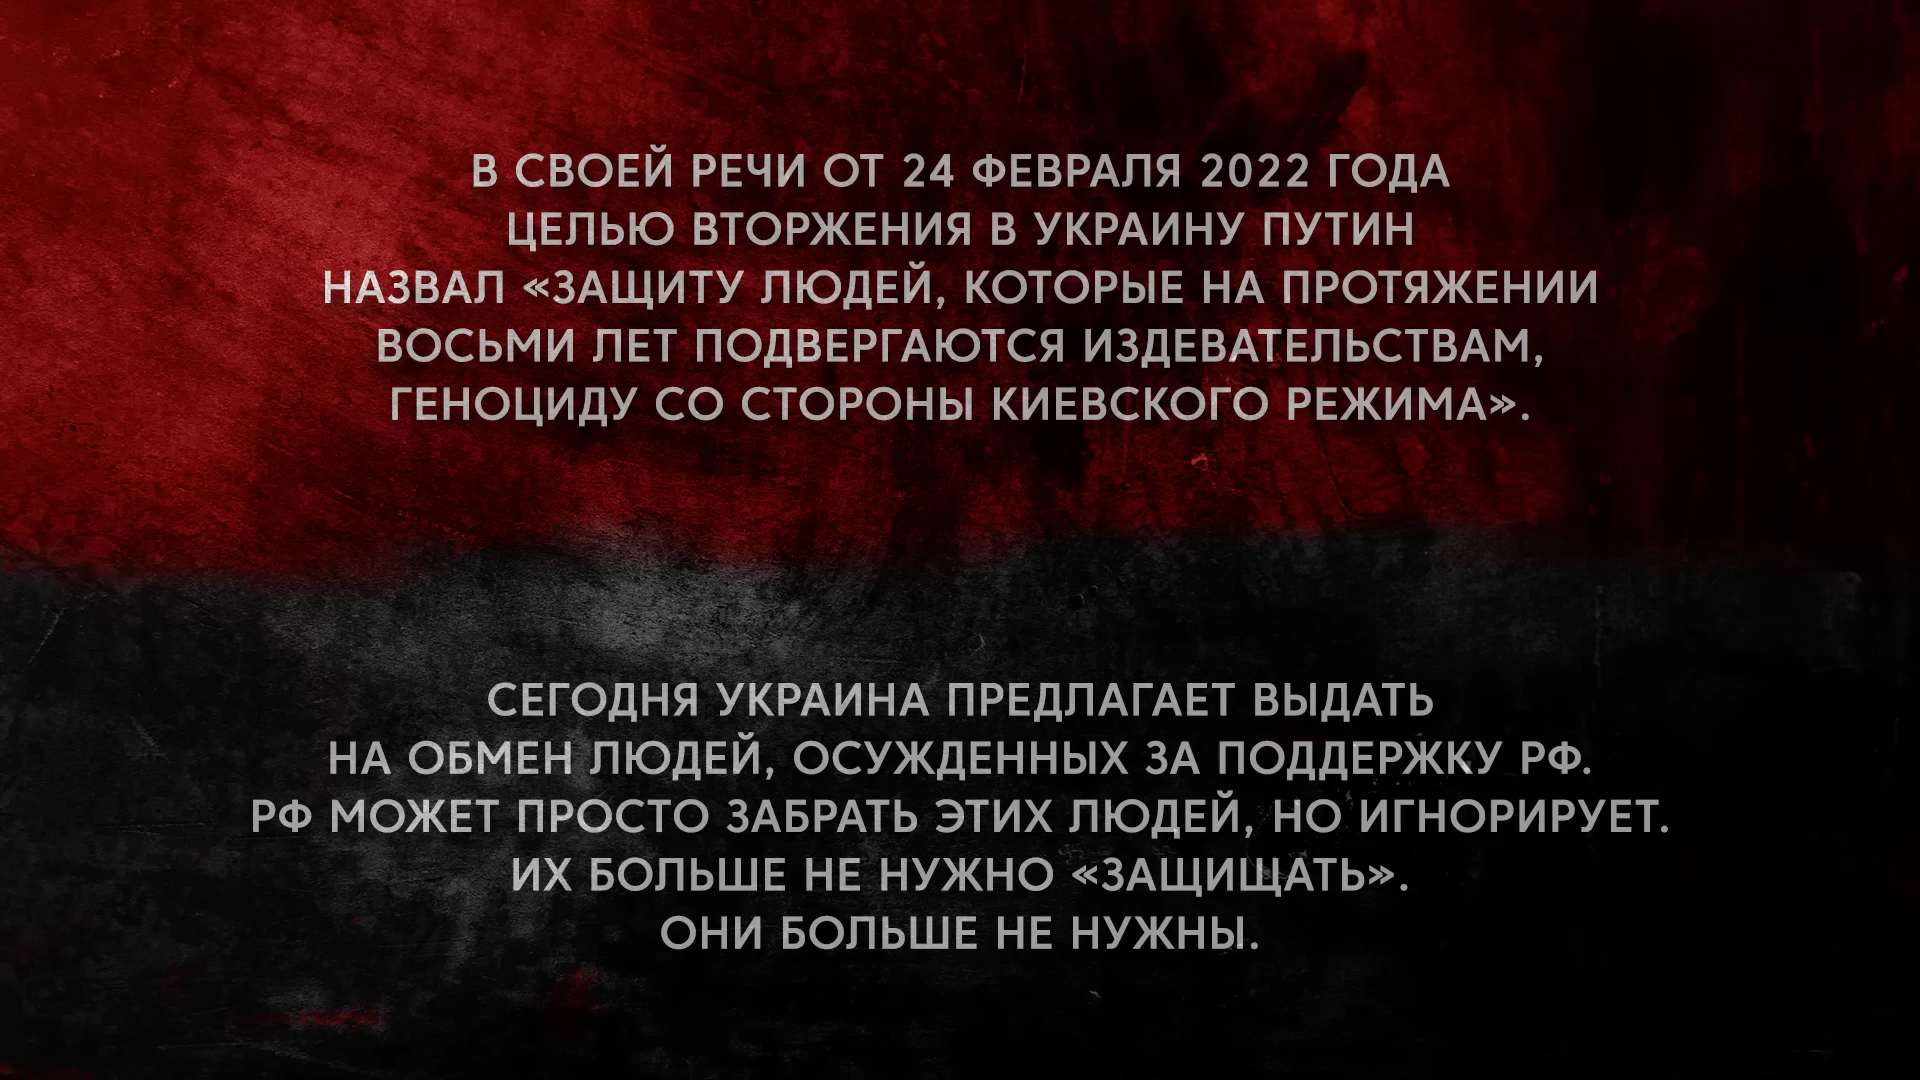 В СВОЕЙ РЕЧИ ОТ 24 ФЕВРАЛЯ 2022 ГОДА
ЦЕЛЬЮ ВТОРЖЕНИЯ В УКРАИНУ ПУТИН
НАЗВАЛ «ЗАЩИТУ ЛЮДЕЙ, КОТОРЫЕ НА ПРОТЯЖЕНИИ
ВОСЬМИ ЛЕТ ПОДВЕРГАЮТСЯ ИЗДЕВАТЕЛЬСТВАМ,
ГЕНОЦИДУ СО СТОРОНЫ КИЕВСКОГО РЕЖИМА».
СЕГОДНЯ УКРАИНА ПРЕДЛАГАЕТ ВЫДАТЬ
НА ОБМЕН ЛЮДЕЙ, ОСУЖДЕННЫХ ЗА ПОДДЕРЖКУ РФ.
РФ МОЖЕТ ПРОСТО ЗАБРАТЬ ЭТИХ ЛЮДЕЙ, НО ИГНОРИРУЕТ.
ИХ БОЛЬШЕ НЕ НУЖНО «ЗАЩИЩАТЬ».
ОНИ БОЛЬШЕ НЕ НУЖНЫ.